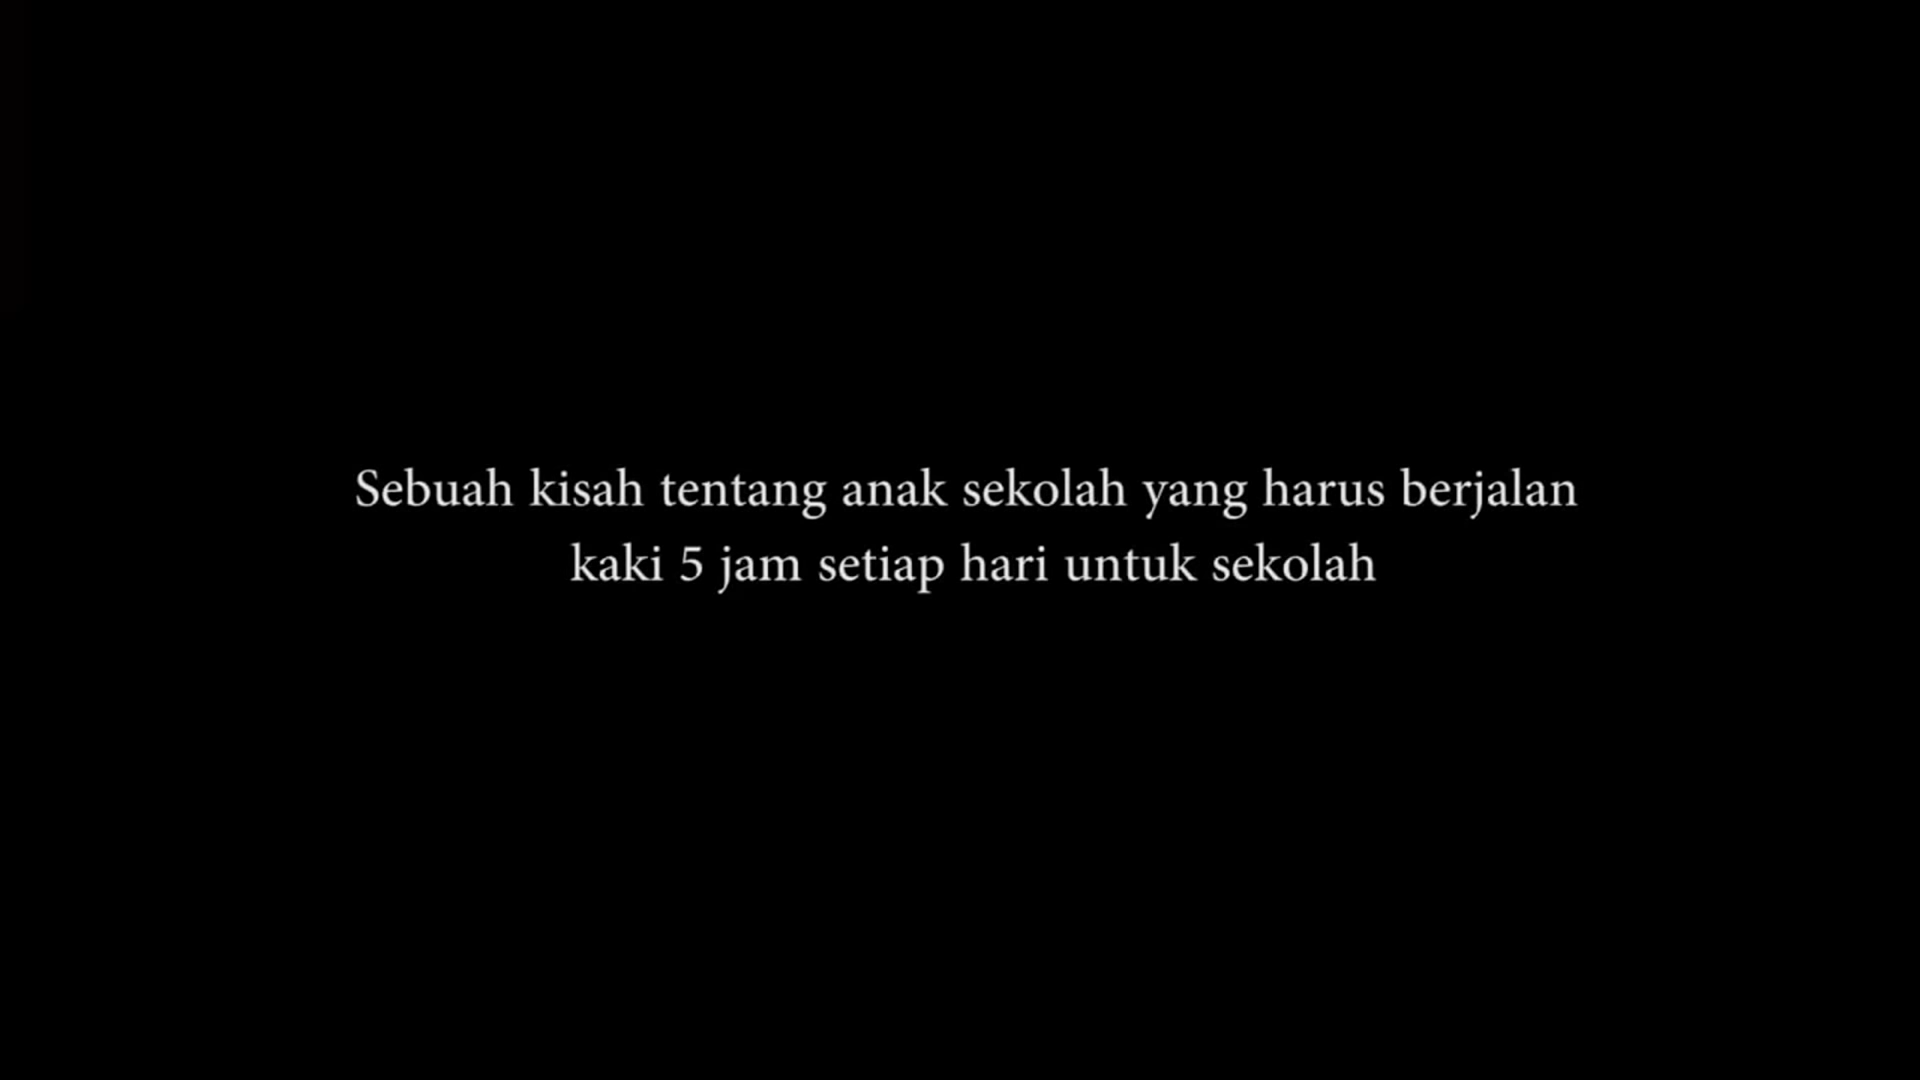 Sebuah kisah tentang anak sekolah yang harus berjalan
kaki 5 jam setiap hari untuk sekolah